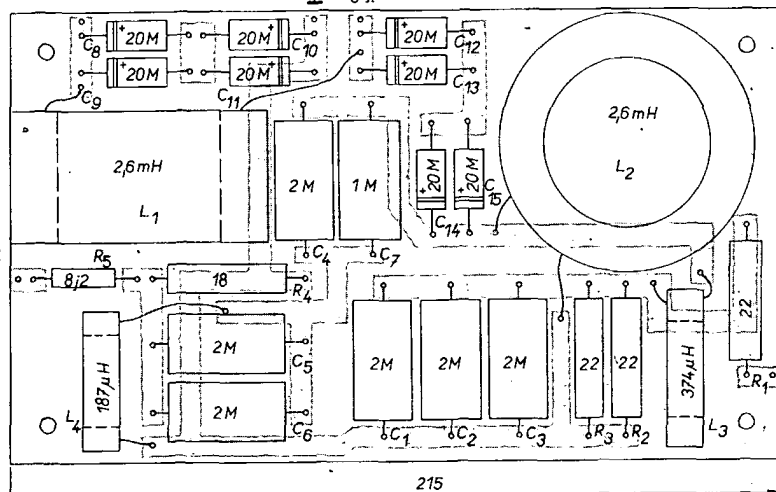 C8 +20M 20M+ C10 +20M C12
+20M 20M+ +20M C13
C9 C11
2,6mH
L1
2M
1M
+20M
+20M
C15
C14
2,6mH
L2
C4
C7
R5
8j2
18
R4
22
R1
187µH
L4
2M
C5
2M
C6
2M
2M
2M
22
22
374µH
L3
C1
C2
C3
R3
R2
215